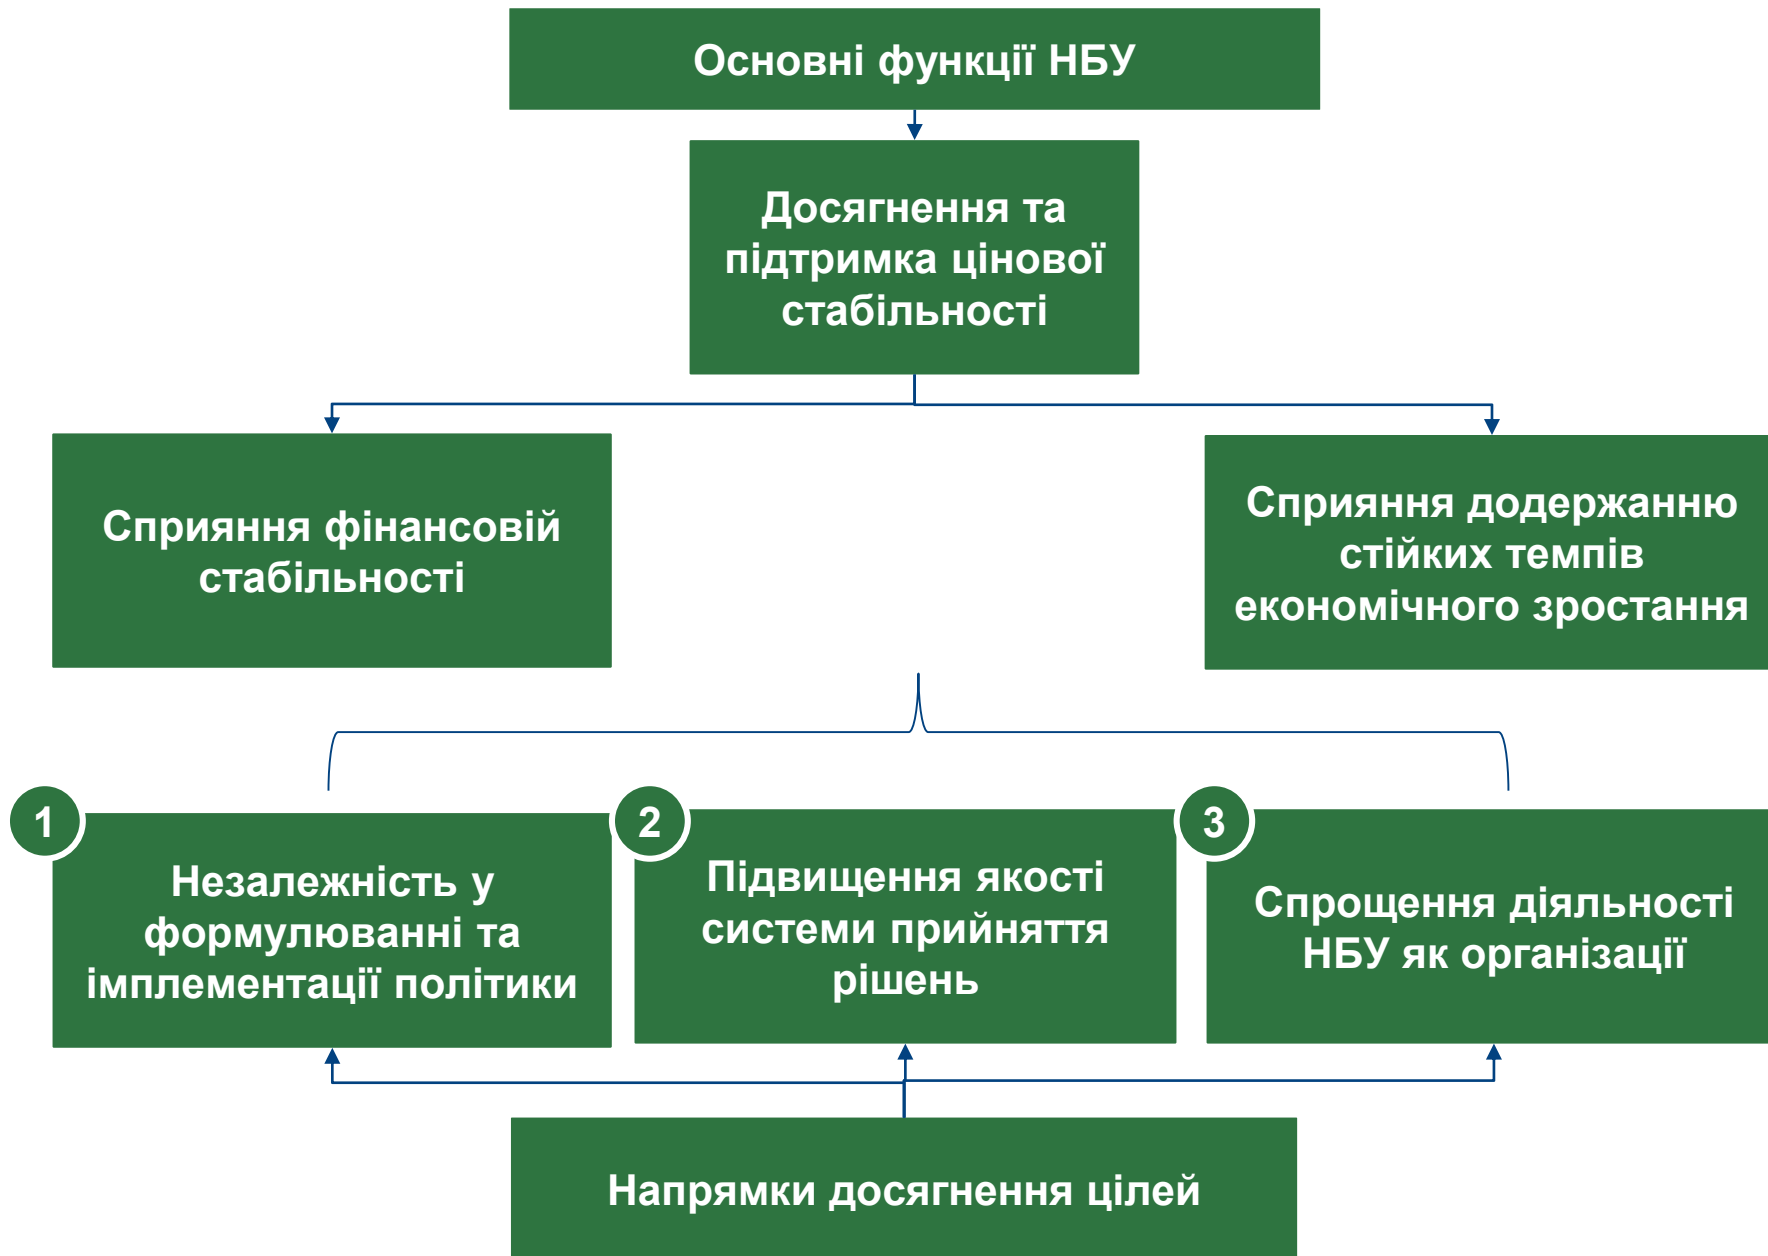 Основні функції НБУ
Досягнення та
підтримка цінової
стабільності
Сприяння фінансовій
стабільності
Сприяння додержанню
стійких темпів
економічного зростання
1
Незалежність у
формулюванні та
імплементації політики
2
Підвищення якості
системи прийняття
рішень
3
Спрощення діяльності
НБУ як організації
Напрямки досягнення цілей